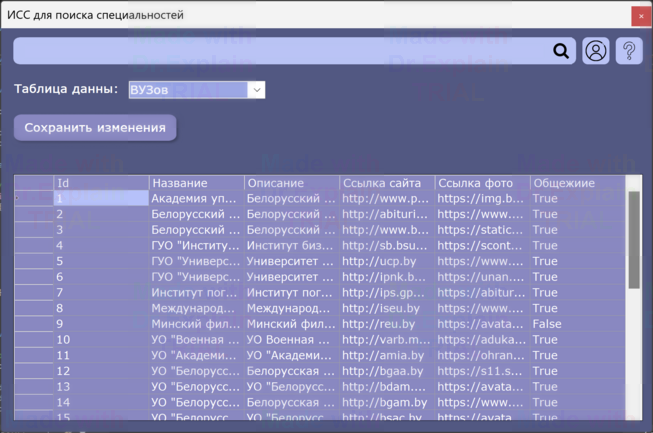 ИСС для поиска специальностей
Таблица данны: ВУЗов
Сохранить изменения
Id Название Описание Ссылка сайта Ссылка фото Общежиие
1 Академия уп... Белорусский ... http://www.p... https://img.b... True
2 Белорусский ... Белорусский ... http://abituri... https://www.... True
3 Белорусский ... Белорусский ... http://www.b... https://static... True
4 ГУО "Институ... Институт биз... http://sb.bsu... https://scont... True
5 ГУО "Универс... Университет ... http://ucp.by https://www.... True
6 ГУО "Универс... Университет ... http://ipnk.b... https://unan.... True
7 Институт пог... Институт пог... http://ips.gp... https://abitur... True
8 Международ... Международ... http://iseu.by https://www.... True
9 Минский фил... Минский фил... http://reu.by https://avata... False
10 УО "Военная ... УО Военная ... http://varb.m... https://aduka... True
11 УО "Академи... УО "Академи... http://amia.by https://ohran... True
12 УО "Белорусс... УО "Белорусс... http://bgaa.by https://s11.s... True
13 УО "Белорусс... УО "Белорусс... http://bdam.... https://avata... True
14 УО "Белорусс... УО "Белорусс... http://bgam.by https://www.... True
15 УО "Белорусс... УО "Белорусс... http://bsac.by https://avata... True